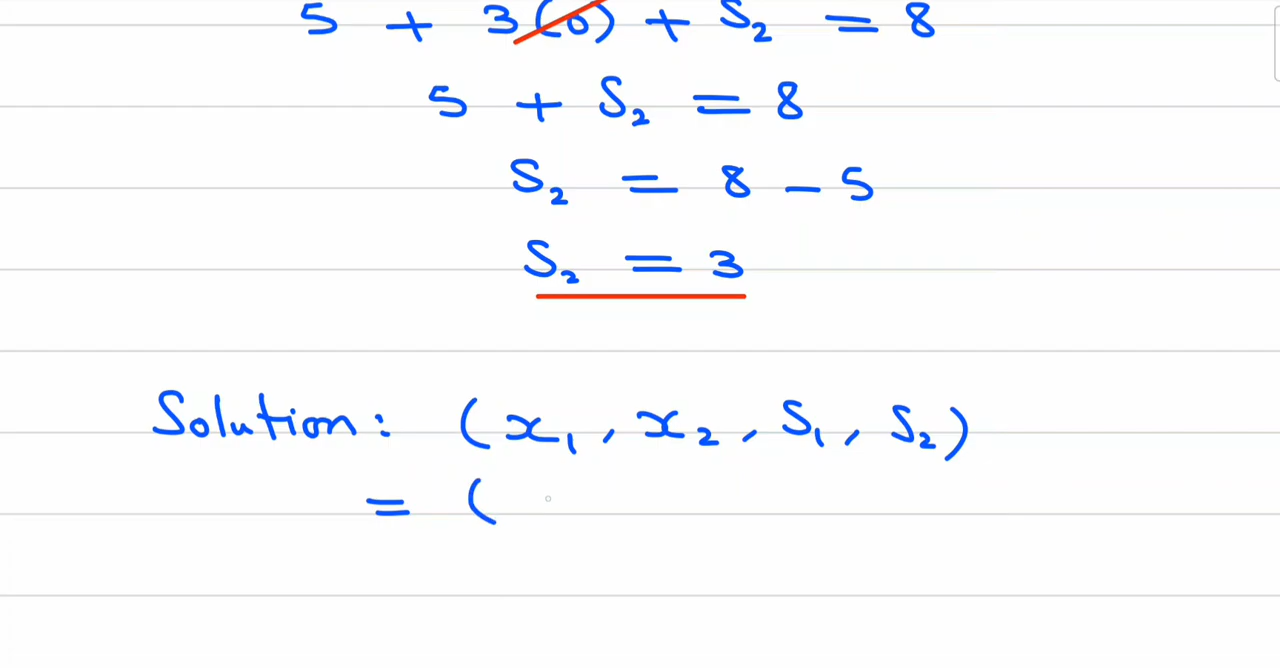 5 + 3(0) + S₂ = 8
5 + S₂ = 8
S₂ = 8 - 5
S₂ = 3
Solution: (x₁, x₂, S₁, S₂)
= (